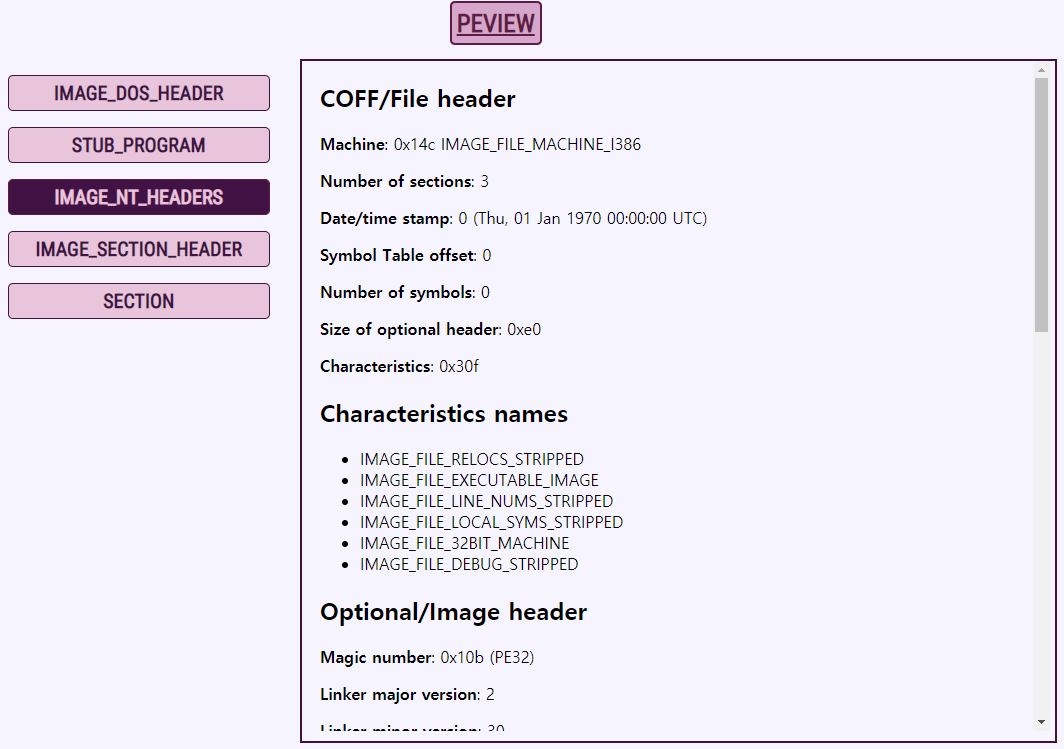 PEVIEW
IMAGE_DOS_HEADER
STUB_PROGRAM
IMAGE_NT_HEADERS
IMAGE_SECTION_HEADER
SECTION
COFF/File header
Machine: 0x14c IMAGE_FILE_MACHINE_I386
Number of sections: 3
Date/time stamp: 0 (Thu, 01 Jan 1970 00:00:00 UTC)
Symbol Table offset: 0
Number of symbols: 0
Size of optional header: 0xe0
Characteristics: 0x30f
Characteristics names
• IMAGE_FILE_RELOCS_STRIPPED
• IMAGE_FILE_EXECUTABLE_IMAGE
• IMAGE_FILE_LINE_NUMS_STRIPPED
• IMAGE_FILE_LOCAL_SYMS_STRIPPED
• IMAGE_FILE_32BIT_MACHINE
• IMAGE_FILE_DEBUG_STRIPPED
Optional/Image header
Magic number: 0x10b (PE32)
Linker major version: 2
Linker minor version: